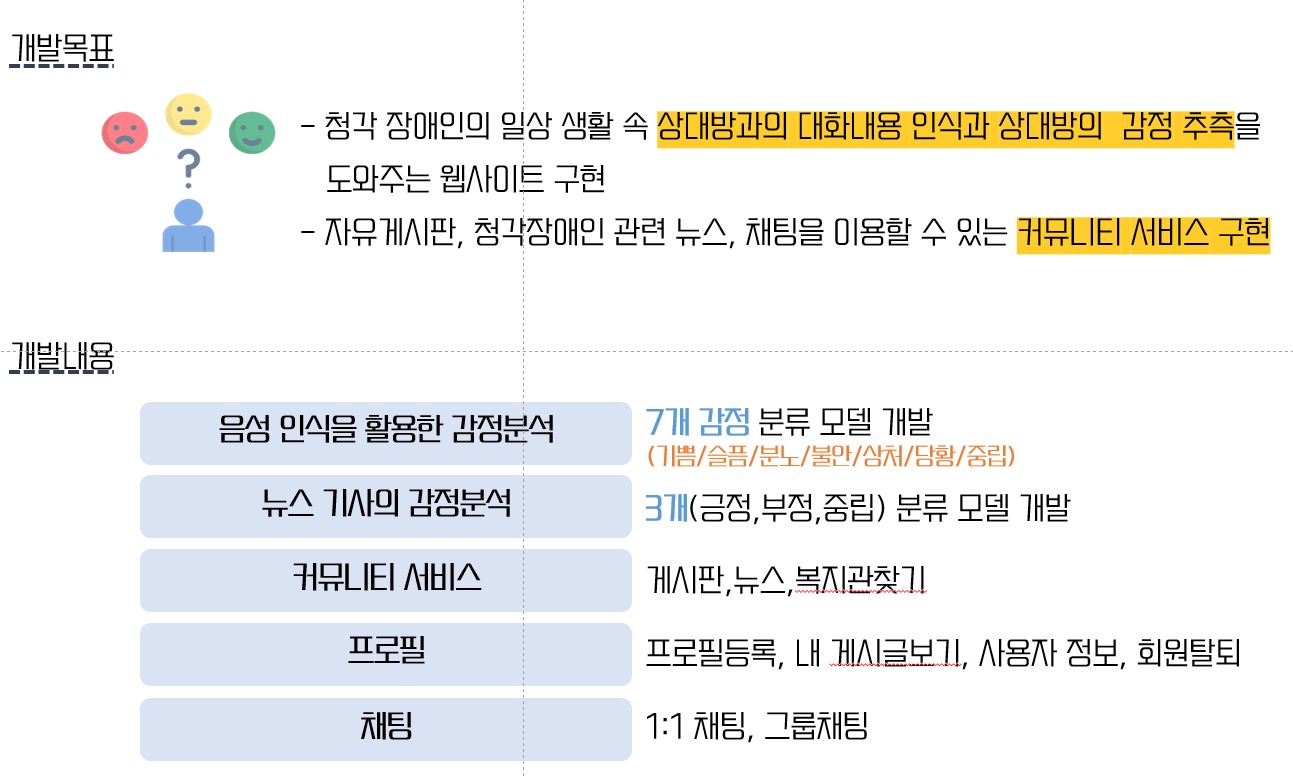 개발목표
?
- 청각 장애인의 일상 생활 속 상대방과의 대화내용 인식과 상대방의 감정 추측을
도와주는 웹사이트 구현
- 자유게시판, 청각장애인 관련 뉴스, 채팅을 이용할 수 있는 커뮤니티 서비스 구현
개발내용
음성 인식을 활용한 감정분석
7개 감정 분류 모델 개발
(기쁨/슬픔/분노/불안/상처/당황/중립)
뉴스 기사의 감정분석
3개(긍정,부정,중립) 분류 모델 개발
커뮤니티 서비스
게시판,뉴스,복지관찾기
프로필
프로필등록, 내 게시글보기, 사용자 정보, 회원탈퇴
채팅
1:1 채팅, 그룹채팅